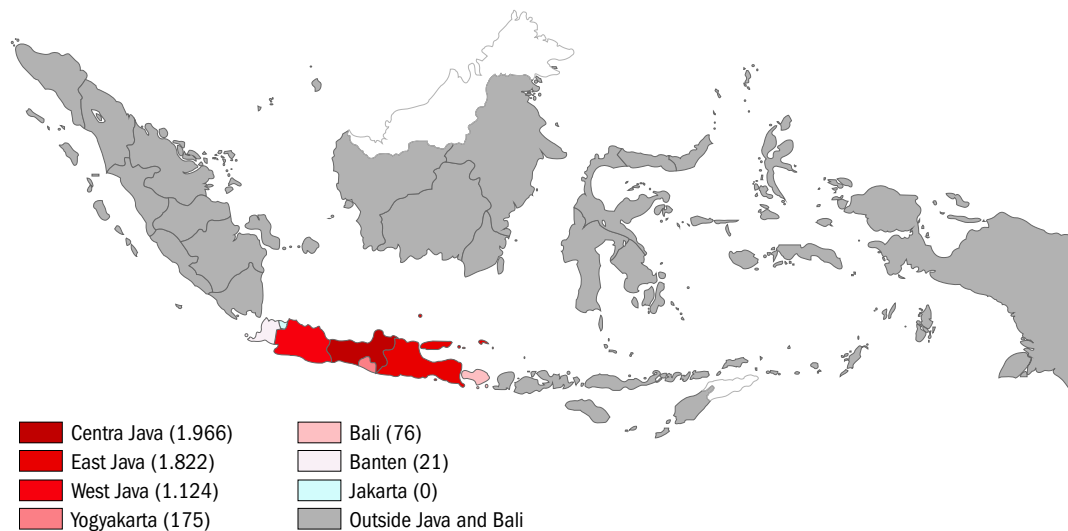 Centra Java (1.966)
East Java (1.822)
West Java (1.124)
Yogyakarta (175)
Bali (76)
Banten (21)
Jakarta (0)
Outside Java and Bali